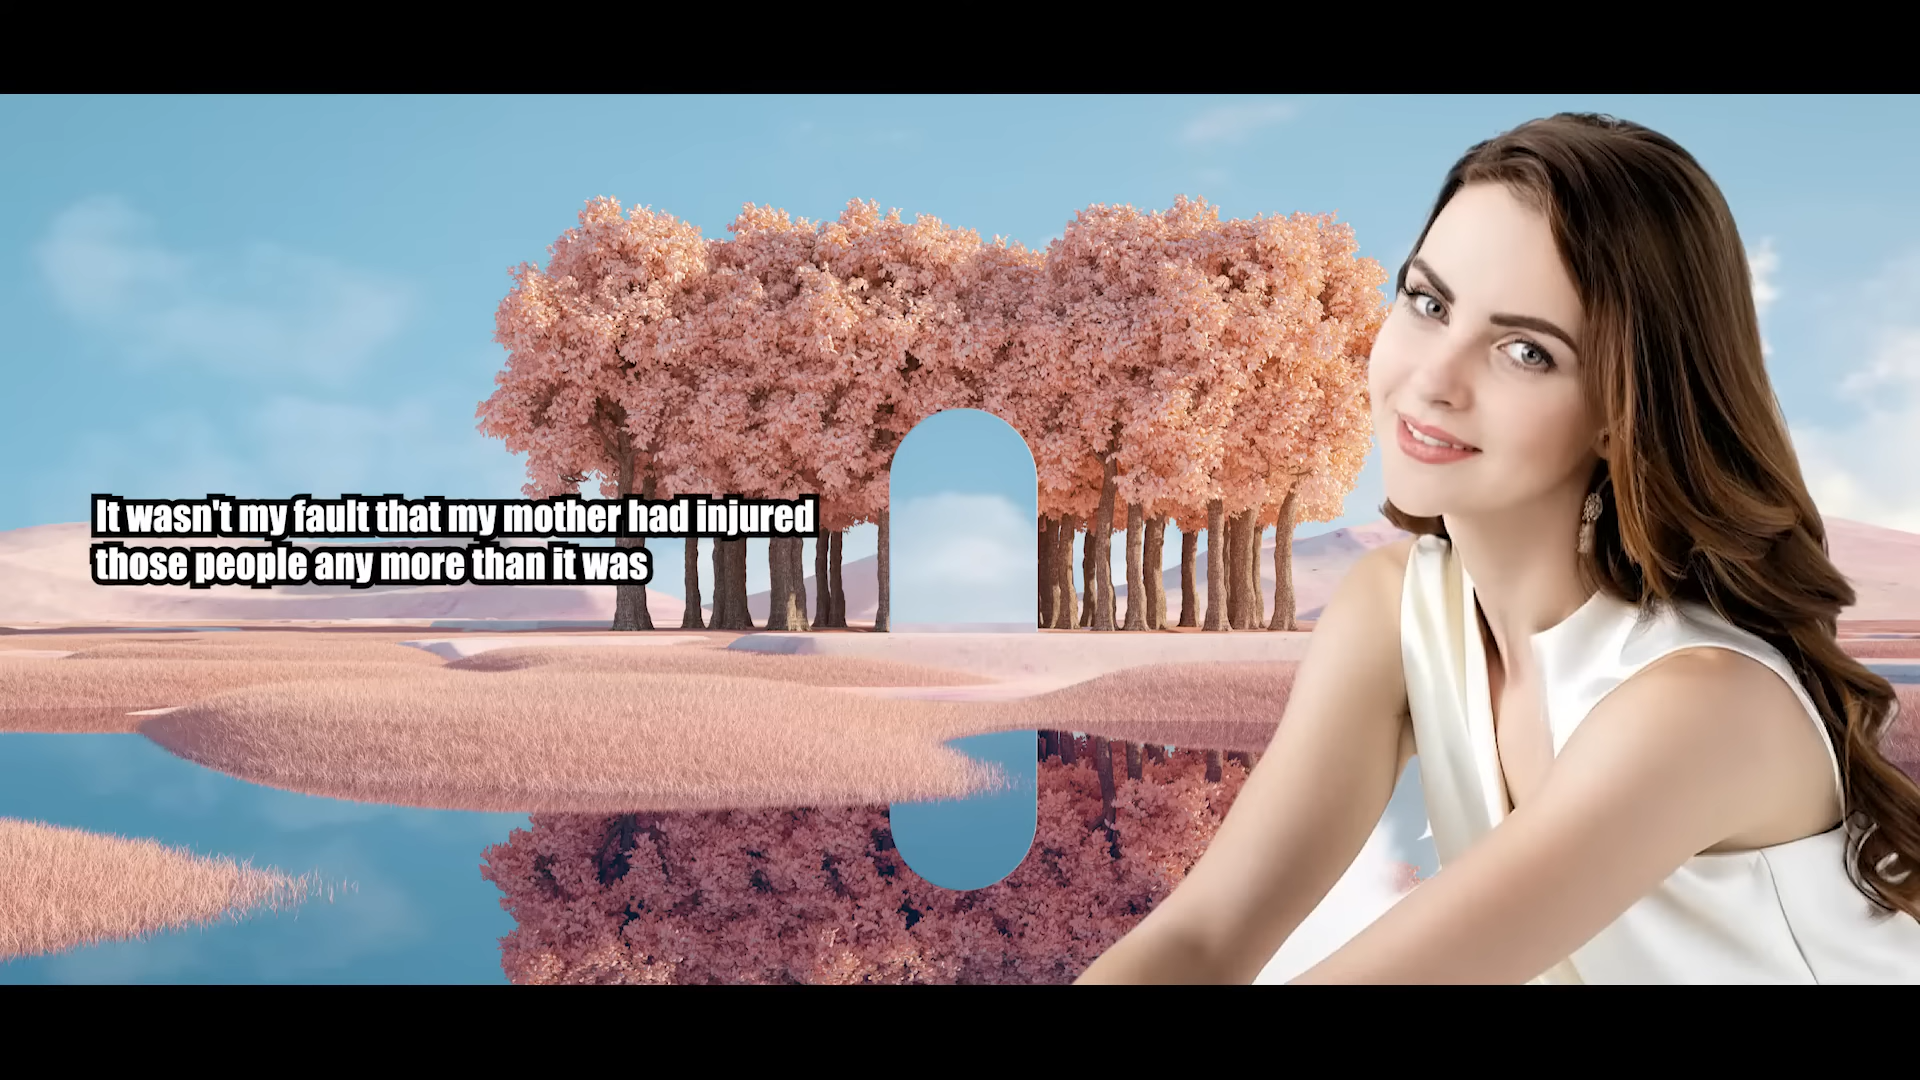 It wasn't my fault that my mother had injured
those people any more than it was